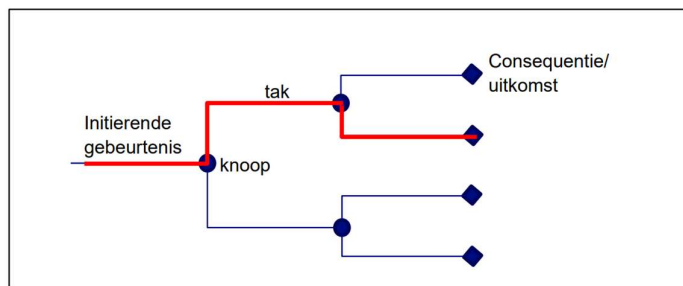 Consequentie/
uitkomst
tak
Initierende
gebeurtenis
knoop